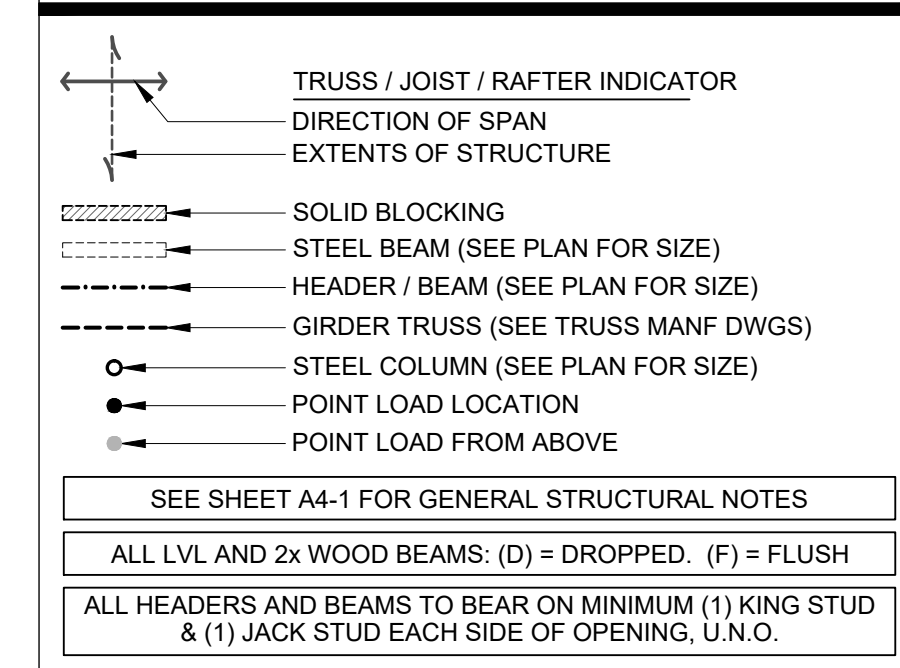 TRUSS / JOIST / RAFTER INDICATOR
DIRECTION OF SPAN
EXTENTS OF STRUCTURE
SOLID BLOCKING
STEEL BEAM (SEE PLAN FOR SIZE)
HEADER / BEAM (SEE PLAN FOR SIZE)
GIRDER TRUSS (SEE TRUSS MANF DWGS)
STEEL COLUMN (SEE PLAN FOR SIZE)
POINT LOAD LOCATION
POINT LOAD FROM ABOVE
SEE SHEET A4-1 FOR GENERAL STRUCTURAL NOTES
ALL LVL AND 2x WOOD BEAMS: (D) = DROPPED. (F) = FLUSH
ALL HEADERS AND BEAMS TO BEAR ON MINIMUM (1) KING STUD
& (1) JACK STUD EACH SIDE OF OPENING, U.N.O.